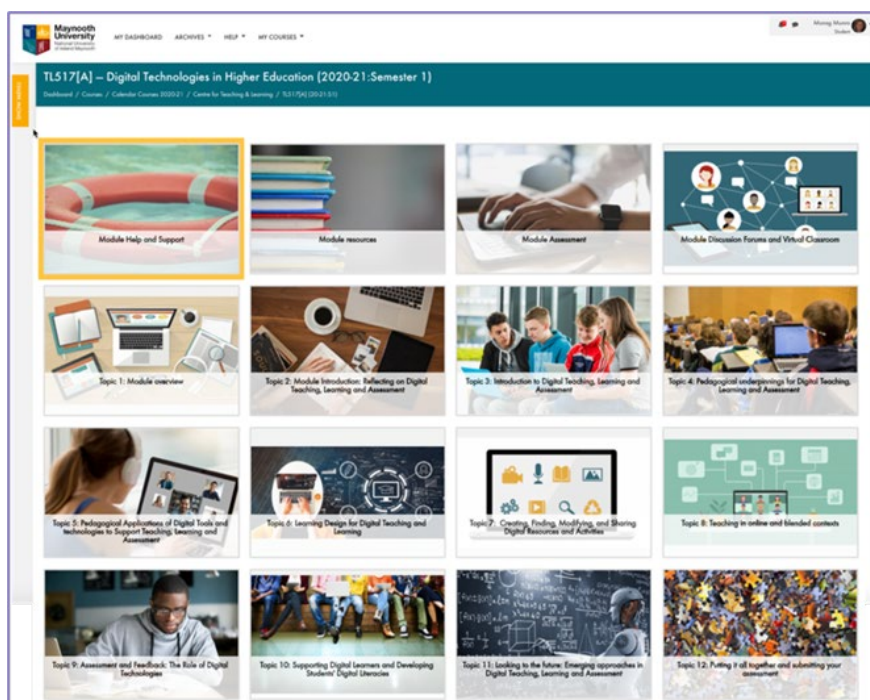 Maynooth
University
National University
of Ireland Maynooth
MY DASHBOARD ARCHIVES HELP MY COURSES
Student
TL517[A] – Digital Technologies in Higher Education (2020-21:Semester 1)
Dashboard / Courses / Calendar Courses 2020-21 / Centre for Teaching & Learning / TL517[A] (20-21:S1)
Module Help and Support
Module resources
Module Assessment
Module Discussion Forums and Virtual Classroom
Topic 1: Module overview
Topic 2: Module Introduction: Reflecting on Digital
Teaching, Learning and Assessment
Topic 3: Introduction to Digital Teaching, Learning and
Assessment
Topic 4: Pedagogical underpinnings for Digital Teaching,
Learning and Assessment
Topic 5: Pedagogical Applications of Digital Tools and
technologies to Support Teaching, Learning and
Assessment
Topic 6: Learning Design for Digital Teaching and
Learning
Topic 7: Creating, Finding, Modifying, and Sharing
Digital Resources and Activities
Topic 8: Teaching in online and blended contexts
Topic 9: Assessment and Feedback: The Role of Digital
Technologies
Topic 10: Supporting Digital Learners and Developing
Students' Digital Literacies
Topic 11: Looking to the future: Emerging approaches in
Digital Teaching, Learning and Assessment
Topic 12: Putting it all together and submitting your
assessment